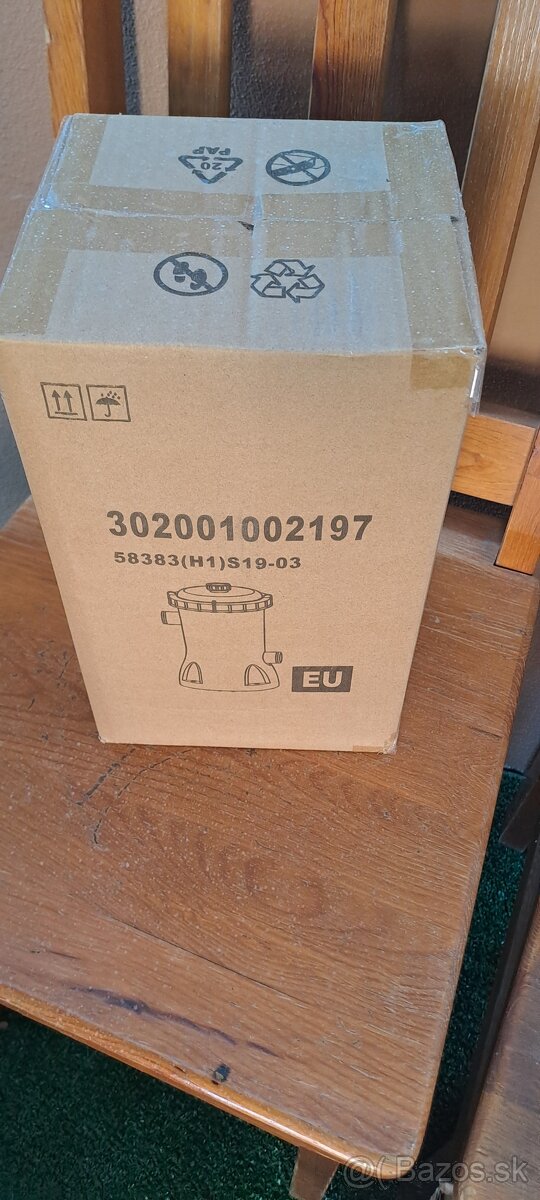 20
PAP
302001002197
58383(H1)S19-03
EU
@( Bazos.sk